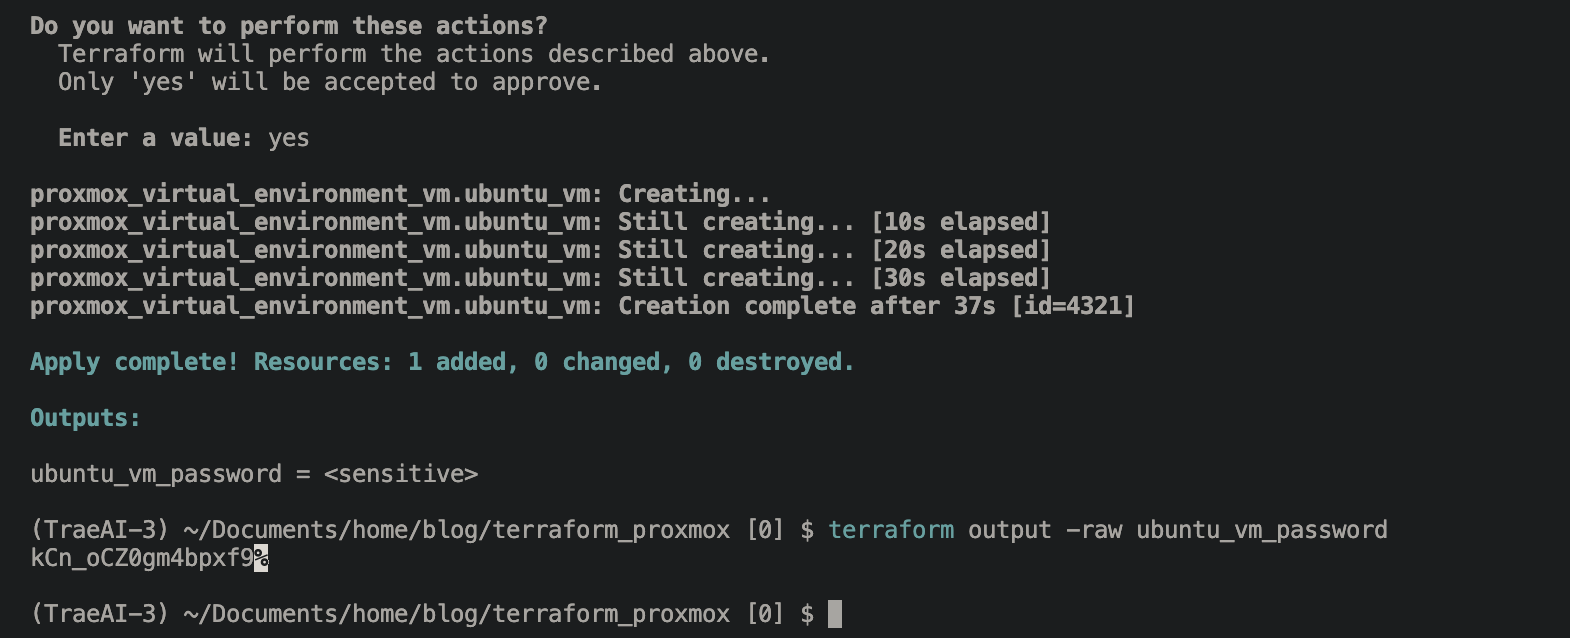 Do you want to perform these actions?
Terraform will perform the actions described above.
Only 'yes' will be accepted to approve.
Enter a value: yes
proxmox_virtual_environment_vm.ubuntu_vm: Creating...
proxmox_virtual_environment_vm.ubuntu_vm: Still creating... [10s elapsed]
proxmox_virtual_environment_vm.ubuntu_vm: Still creating... [20s elapsed]
proxmox_virtual_environment_vm.ubuntu_vm: Still creating... [30s elapsed]
proxmox_virtual_environment_vm.ubuntu_vm: Creation complete after 37s [id=4321]
Apply complete! Resources: 1 added, 0 changed, 0 destroyed.
Outputs:
ubuntu_vm_password = <sensitive>
(TraeAI-3) ~/Documents/home/blog/terraform_proxmox [0] $ terraform output -raw ubuntu_vm_password
kCn_oCZ0gm4bpxf9%
(TraeAI-3) ~/Documents/home/blog/terraform_proxmox [0] $